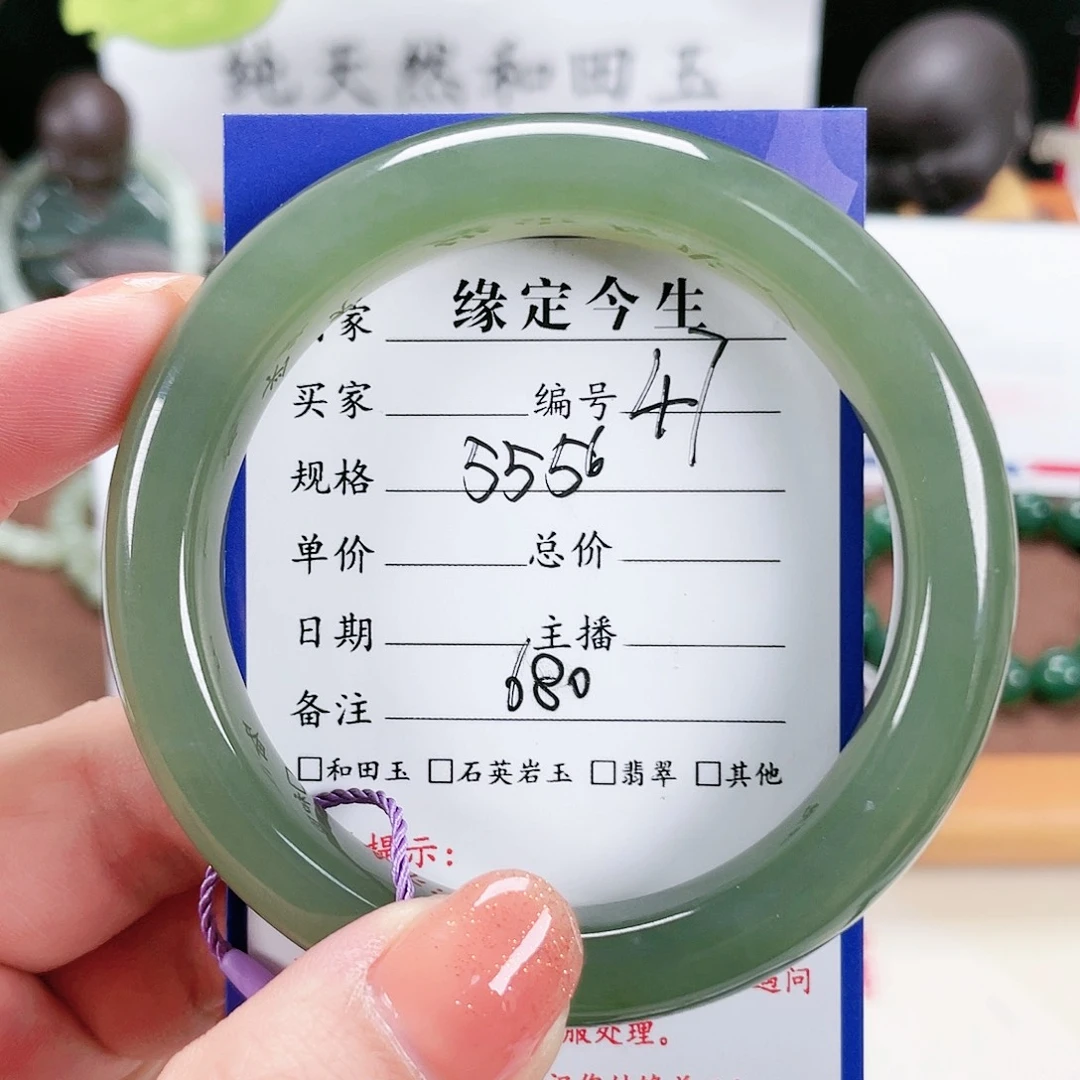 纯天然和田玉
家 缘定今生
买家 编号 47
规格 5556
单价 总价
日期 主播
680
备注
□和田玉 □石英岩玉 □翡翠 □其他
提示:
问
服处理。